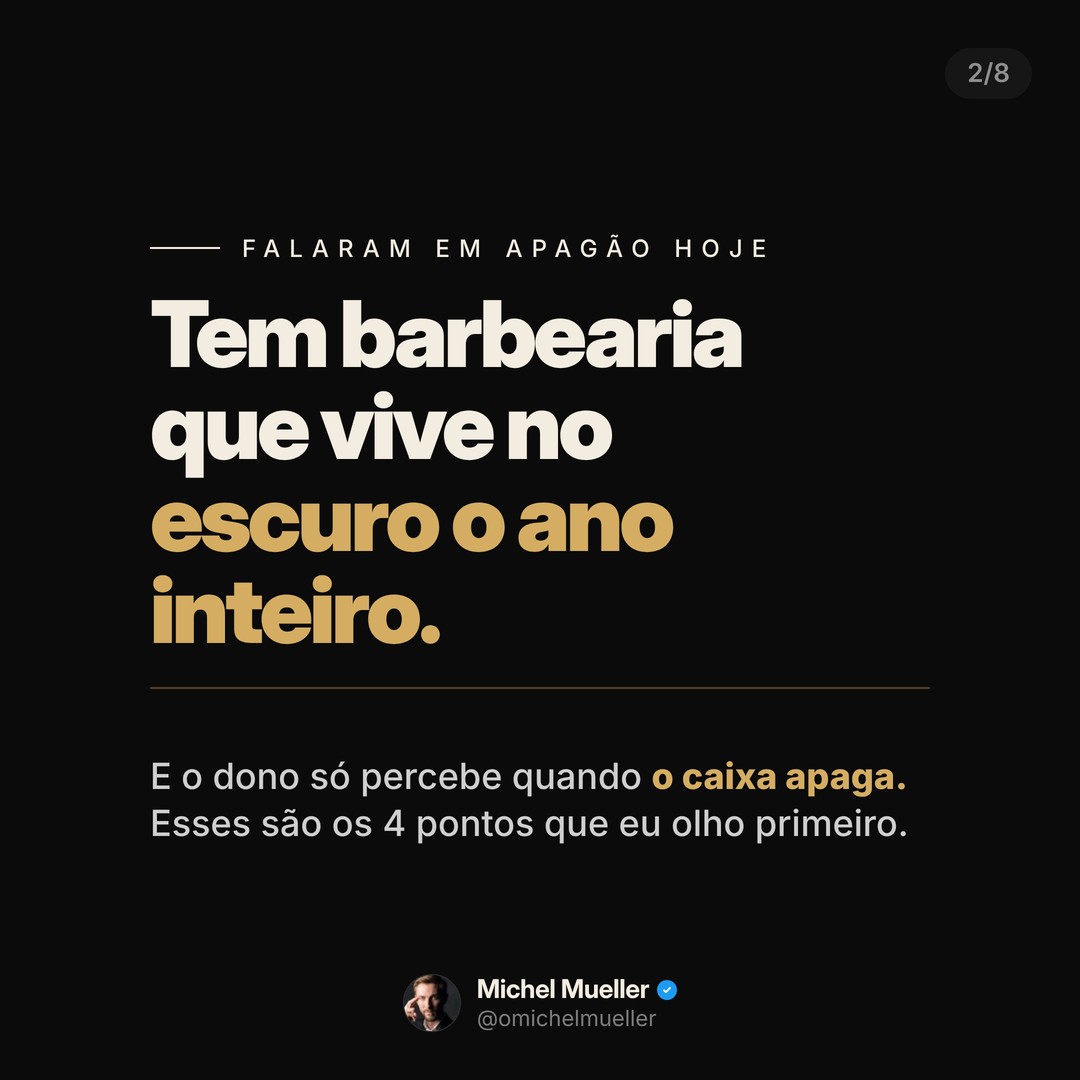 2/8
FALARAM EM APAGÃO HOJE
Tem barbearia
que vive no
escuro o ano
inteiro.
E o dono só percebe quando o caixa apaga.
Esses são os 4 pontos que eu olho primeiro.
Michel Mueller
@omichelmueller